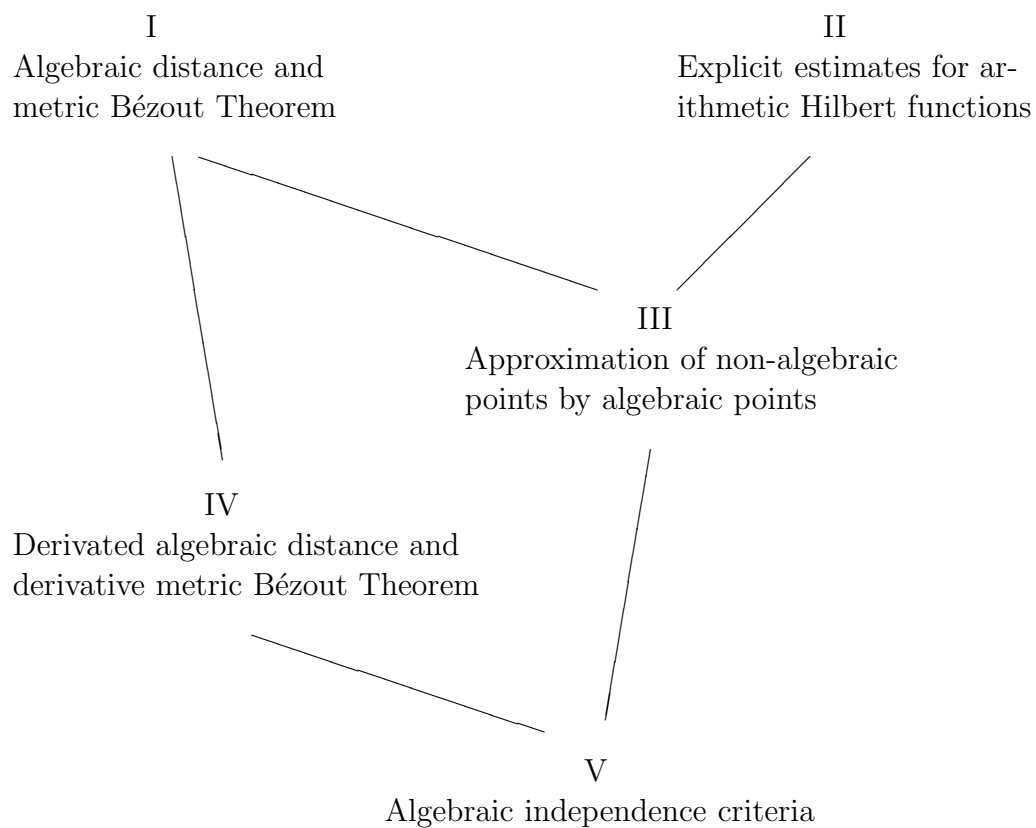 I
Algebraic distance and
metric Bézout Theorem
II
Explicit estimates for ar-
ithmetic Hilbert functions
III
Approximation of non-algebraic
points by algebraic points
IV
Derivated algebraic distance and
derivative metric Bézout Theorem
V
Algebraic independence criteria